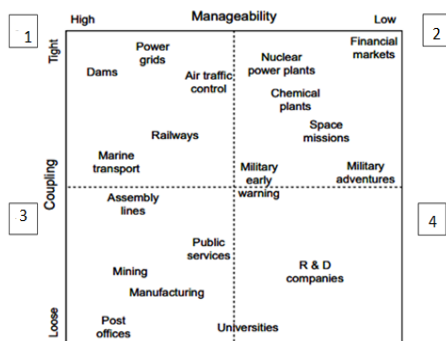 Manageability
High
Low
1
2
Tight
Coupling
Loose
Power
grids
Dams
Air traffic
control
Nuclear
power plants
Financial
markets
Chemical
plants
Railways
Space
missions
Marine
transport
Military
early
warning
Military
adventures
3
4
Assembly
lines
Public
services
R & D
companies
Mining
Manufacturing
Post
offices
Universities